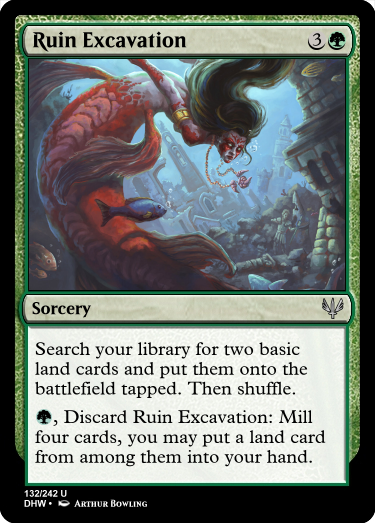 Ruin Excavation 3
Sorcery
Search your library for two basic
land cards and put them onto the
battlefield tapped. Then shuffle.
, Discard Ruin Excavation: Mill
four cards, you may put a land card
from among them into your hand.
132/242 U
DHW • Arthur Bowling